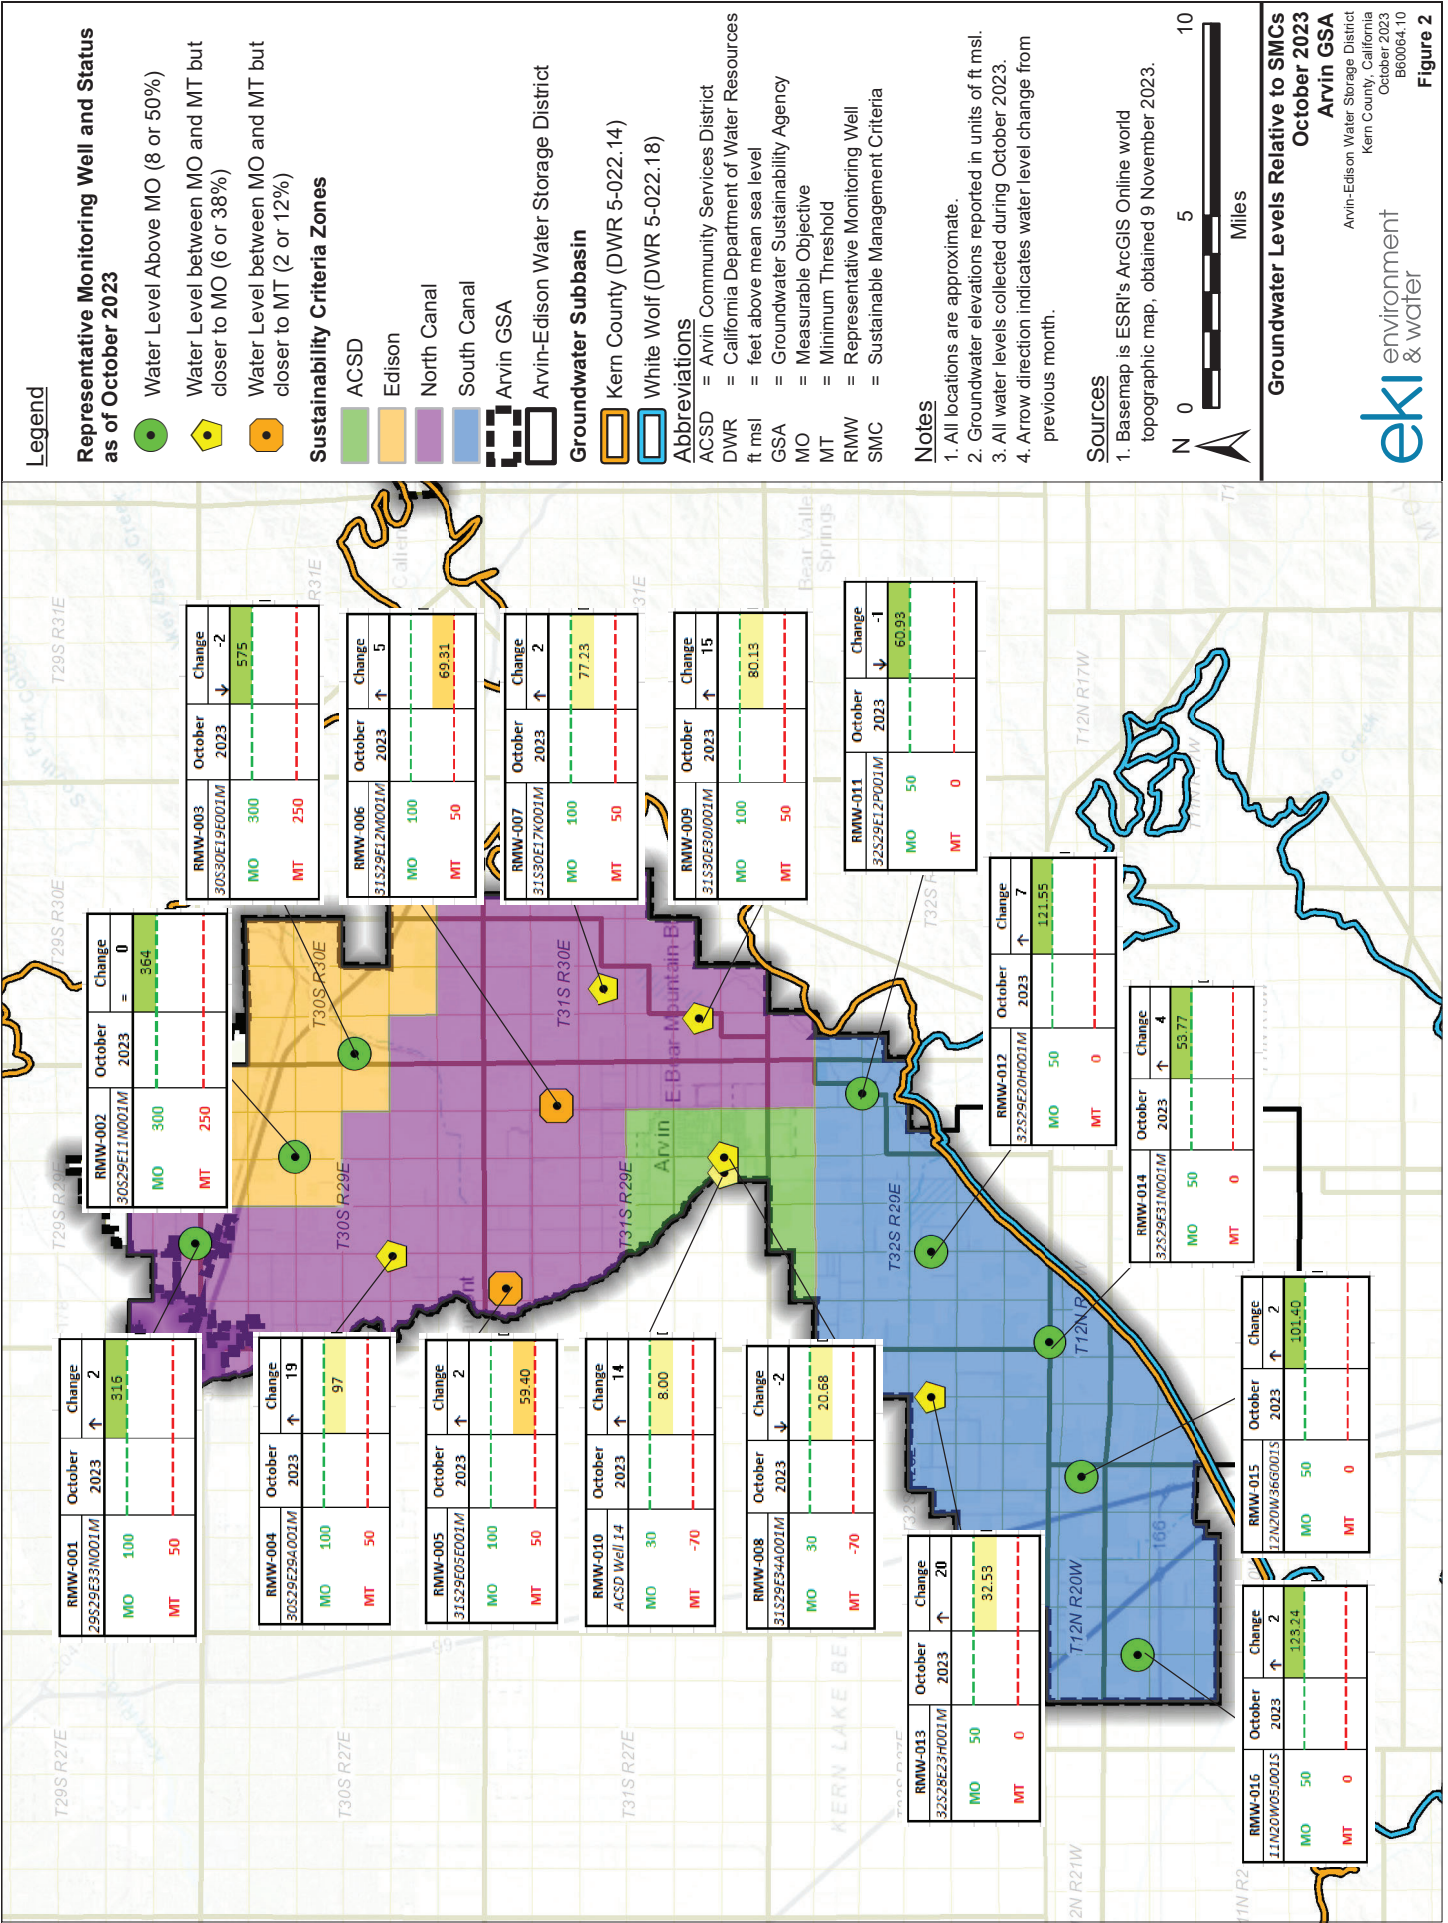 Legend
Representative Monitoring Well and Status
as of October 2023
Water Level Above MO (8 or 50%)
Water Level between MO and MT but
closer to MO (6 or 38%)
Water Level between MO and MT but
closer to MT (2 or 12%)
Sustainability Criteria Zones
ACSD
Edison
North Canal
South Canal
Arvin GSA
Arvin-Edison Water Storage District
Groundwater Subbasin
Kern County (DWR 5-022.14)
White Wolf (DWR 5-022.18)
Abbreviations
ACSD = Arvin Community Services District
DWR = California Department of Water Resources
ft msl = feet above mean sea level
GSA = Groundwater Sustainability Agency
MO = Measurable Objective
MT = Minimum Threshold
RMW = Representative Monitoring Well
SMC = Sustainable Management Criteria
Notes
1. All locations are approximate.
2. Groundwater elevations reported in units of ft msl.
3. All water levels collected during October 2023.
4. Arrow direction indicates water level change from
previous month.
Sources
1. Basemap is ESRI's ArcGIS Online world
topographic map, obtained 9 November 2023.
N
0 5 10
Miles
Groundwater Levels Relative to SMCs
October 2023
Arvin GSA
Arvin-Edison Water Storage District
Kern County, California
October 2023
B60064.10
Figure 2
eki environment
& water
RMW-001 October Change
29S29E33N001M 2023 ↑ 2
MO 100 316
MT 50
RMW-002 October Change
30S29E11N001M 2023 = 0
MO 300 364
MT 250
RMW-003 October Change
30S30E19E001M 2023 ↓ -2
MO 300 575
MT 250
RMW-004 October Change
30S29E29A001M 2023 ↑ 19
MO 100 97
MT 50
RMW-006 October Change
31S29E12M001M 2023 ↑ 5
MO 100
MT 50 69.31
RMW-005 October Change
31S29E05E001M 2023 ↑ 2
MO 100
MT 50 59.40
RMW-007 October Change
31S30E17K001M 2023 ↑ 2
MO 100 77.23
MT 50
RMW-010 October Change
ACSD Well 14 2023 ↑ 14
MO 30 8.00
MT -70
RMW-009 October Change
31S30E30J001M 2023 ↑ 15
MO 100 80.13
MT 50
RMW-008 October Change
31S29E34A001M 2023 ↓ -2
MO 30 20.68
MT -70
RMW-011 October Change
32S29E12P001M 2023 ↓ -1
MO 50 60.93
MT 0
RMW-013 October Change
32S28E23H001M 2023 ↑ 20
MO 50 32.53
MT 0
RMW-012 October Change
32S29E20H001M 2023 ↑ 7
MO 50 121.55
MT 0
RMW-014 October Change
32S29E31N001M 2023 ↑ 4
MO 50 53.77
MT 0
RMW-015 October Change
12N20W36G001S 2023 ↑ 2
MO 50 101.40
MT 0
RMW-016 October Change
11N20W05J001S 2023 ↑ 2
MO 50 123.24
MT 0
T29S R27E
T29S R30E
T29S R31E
T30S R27E
T30S R29E
T30S R30E
R31E
T31S R27E
T31S R29E
T31S R30E
31E
T32S R29E
T32S R
T12N R20W
T12N R17W
12N R21W
11N R2
Arvin
E Bear Mountain Bl
Bear Valle
Springs
Calien
KERN LAKE BE
99
166